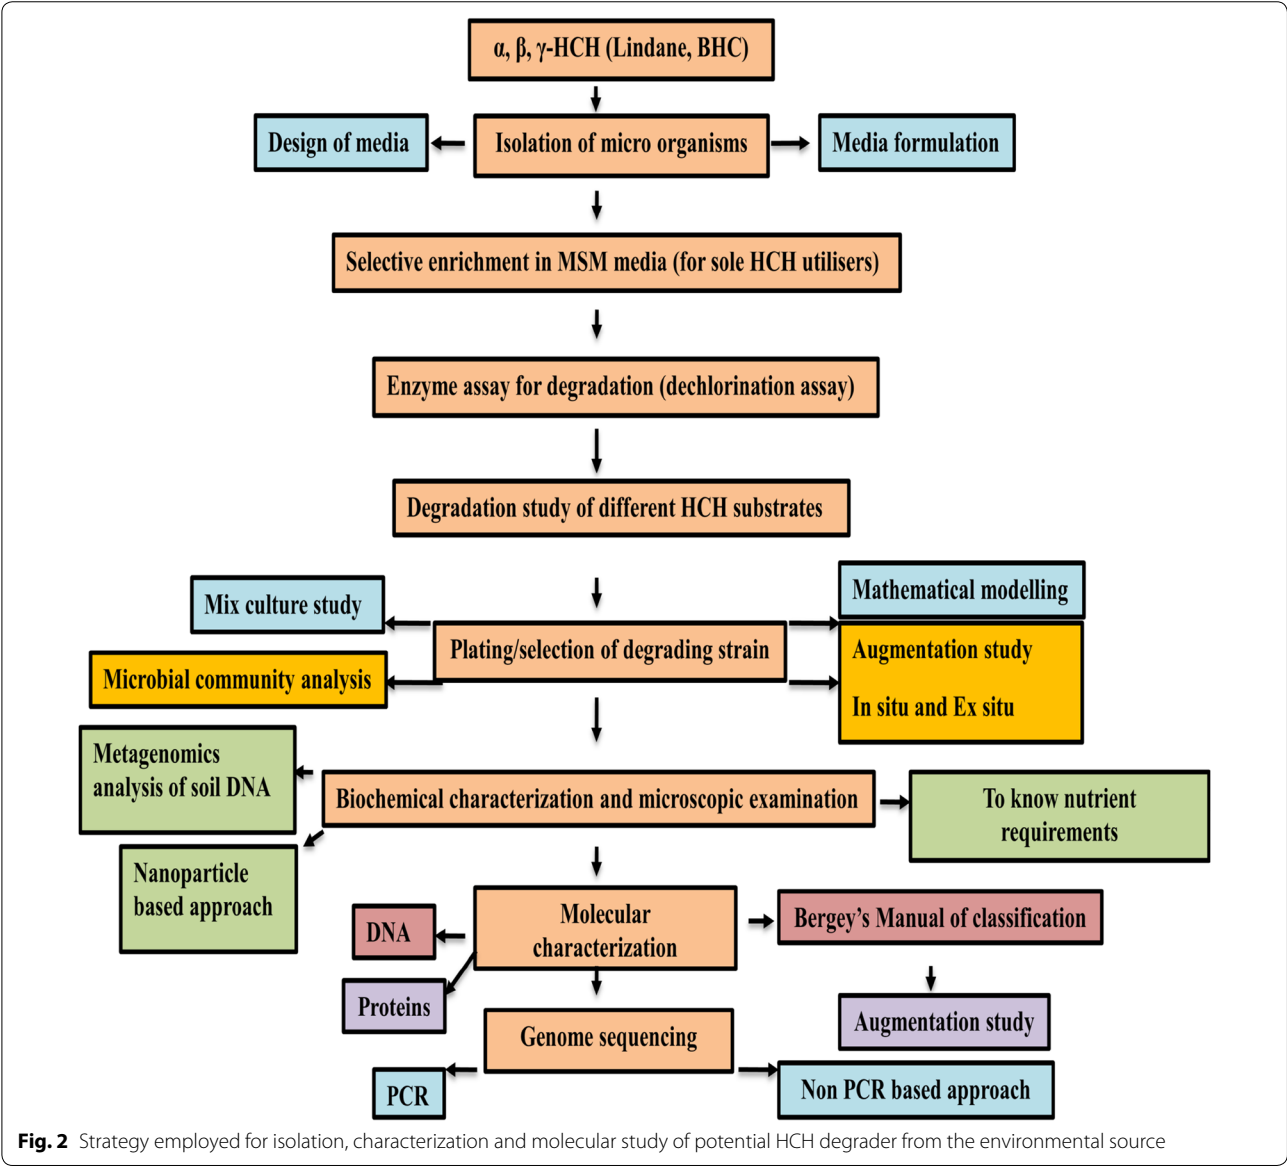 α, β, γ-HCH (Lindane, BHC)
Design of media
Isolation of micro organisms
Media formulation
Selective enrichment in MSM media (for sole HCH utilisers)
Enzyme assay for degradation (dechlorination assay)
Degradation study of different HCH substrates
Mix culture study
Mathematical modelling
Plating/selection of degrading strain
Augmentation study
In situ and Ex situ
Microbial community analysis
Metagenomics
analysis of soil DNA
Biochemical characterization and microscopic examination
To know nutrient
requirements
Nanoparticle
based approach
Molecular
characterization
DNA
Bergey's Manual of classification
Proteins
Augmentation study
Genome sequencing
PCR
Non PCR based approach
Fig. 2 Strategy employed for isolation, characterization and molecular study of potential HCH degrader from the environmental source